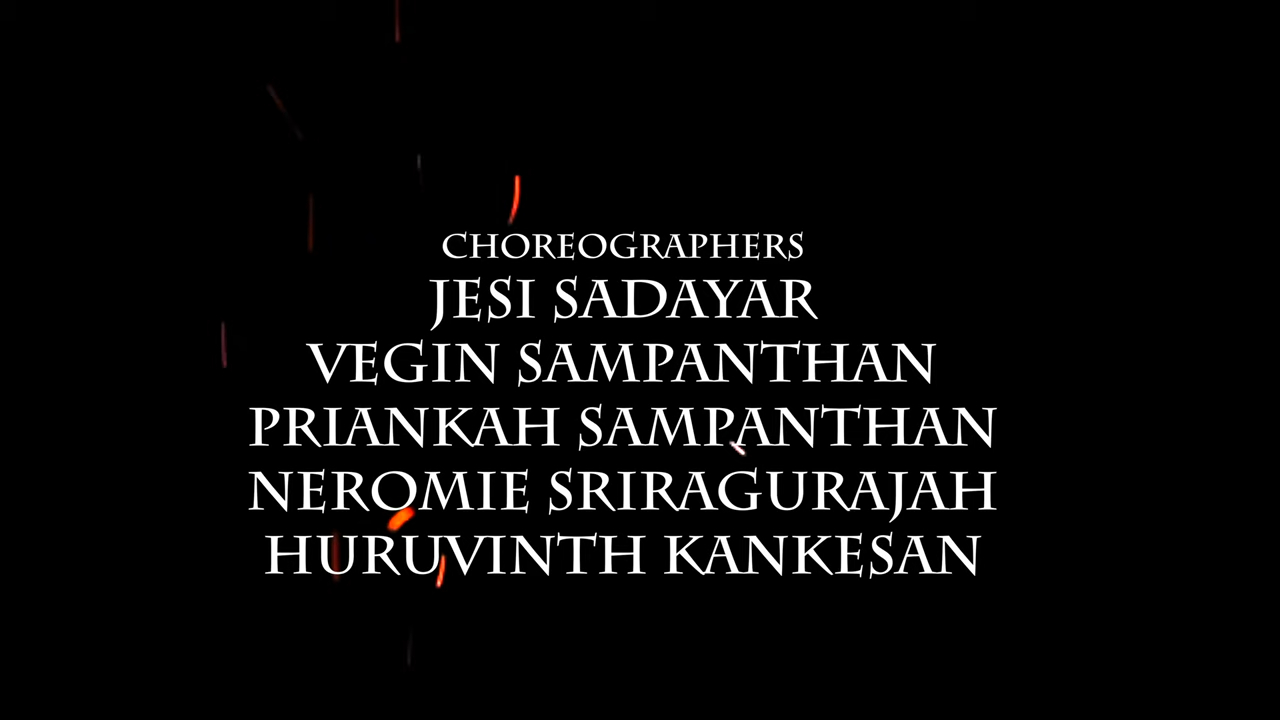 CHOREOGRAPHERS
JESI SADAYAR
VEGIN SAMPANTHAN
PRIANKAH SAMPANTHAN
NEROMIE SRIRAGURAJAH
HURUVINTH KANKESAN